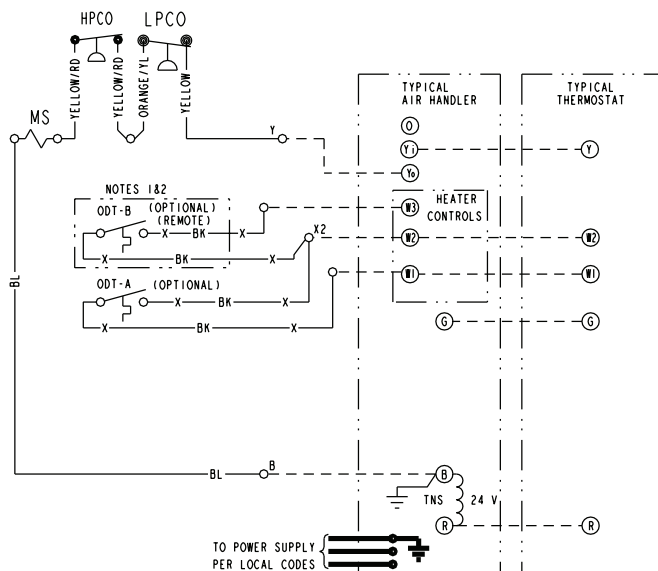 HPCO
LPCO
YELLOW/RD
YELLOW/RD
ORANGE/YL
YELLOW
MS
Y
TYPICAL
AIR HANDLER
TYPICAL
THERMOSTAT
O
Yi
Y
Yo
NOTES 1&2
ODT-B
(OPTIONAL)
(REMOTE)
X
BK
X
X
BK
X
X2
HEATER
CONTROLS
W3
W2
W2
W1
W1
ODT-A
(OPTIONAL)
X
BK
X
X
BK
X
G
G
BL
BL
B
B
TNS
24 V
R
R
TO POWER SUPPLY
PER LOCAL CODES